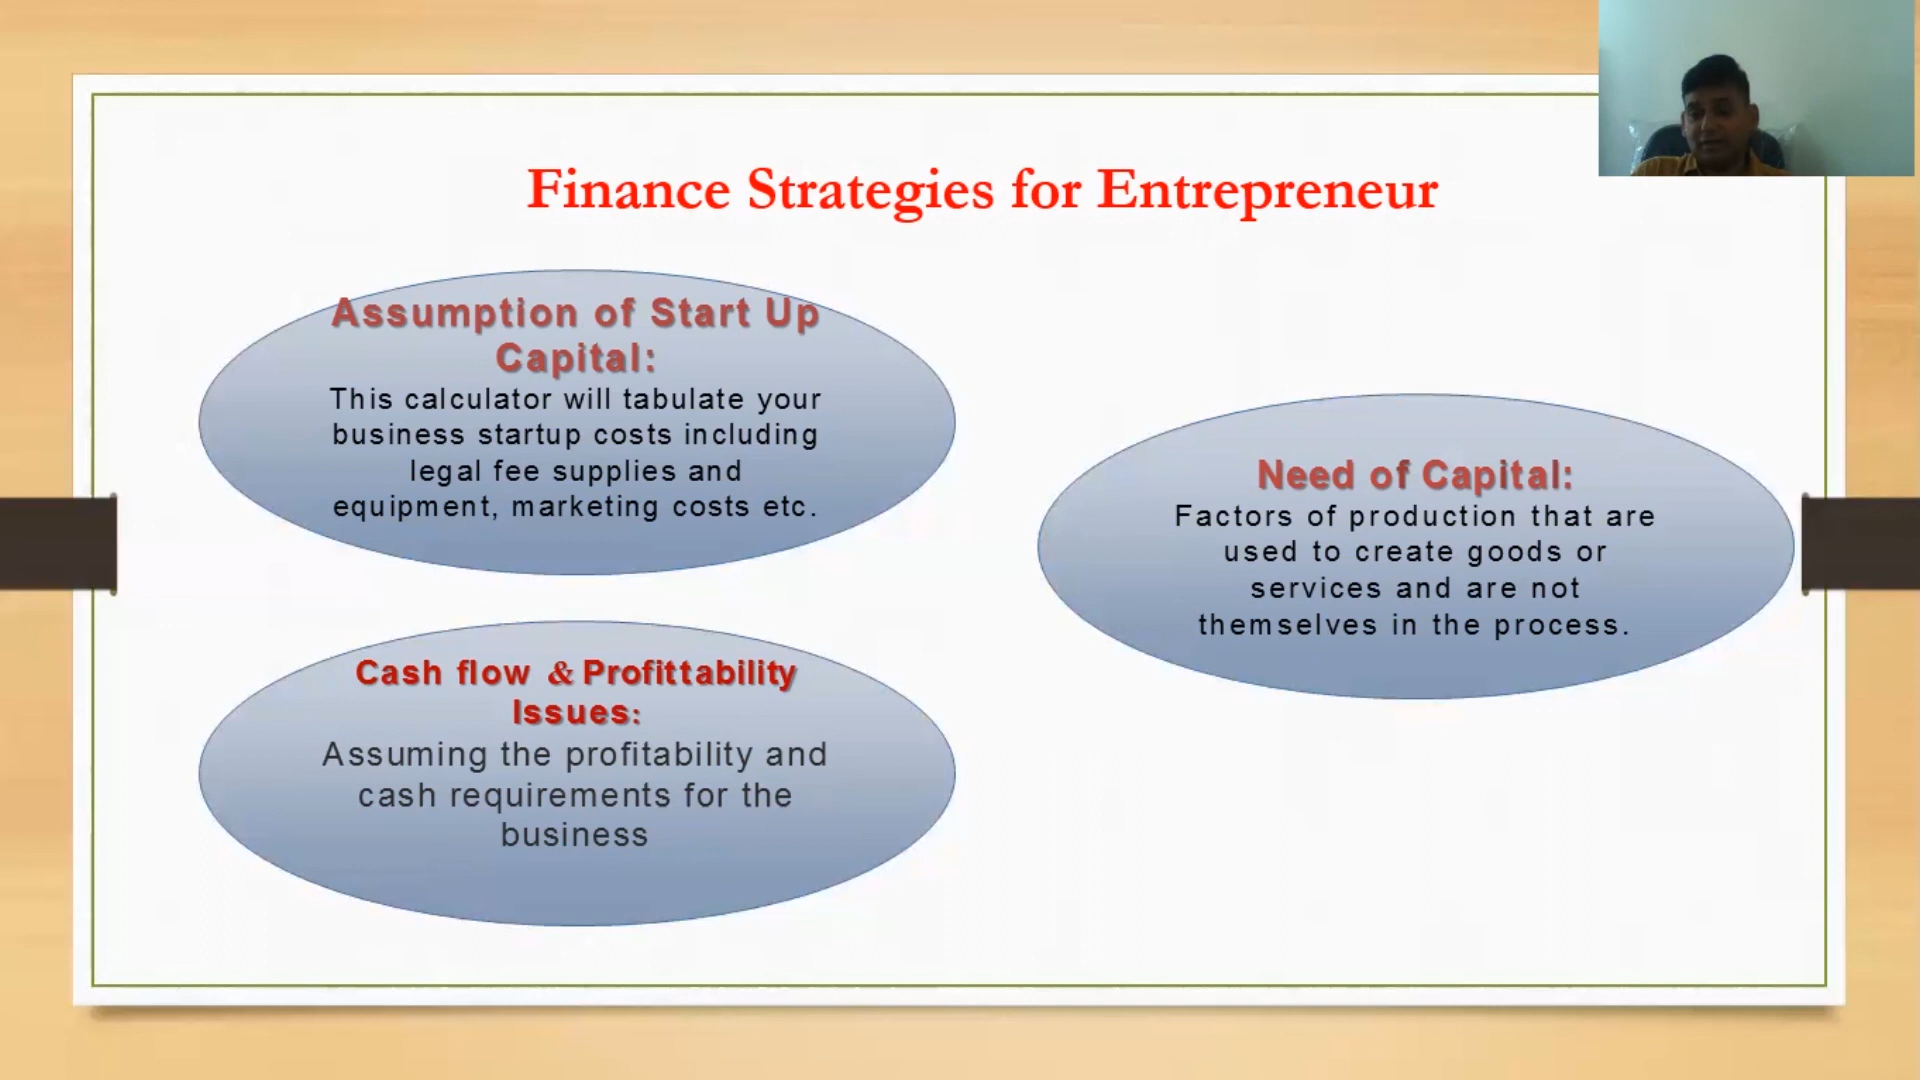 Finance Strategies for Entrepreneur
Assumption of Start Up
Capital:
This calculator will tabulate your
business startup costs including
legal fee supplies and
equipment, marketing costs etc.
Need of Capital:
Factors of production that are
used to create goods or
services and are not
themselves in the process.
Cash flow & Profittability
Issues:
Assuming the profitability and
cash requirements for the
business